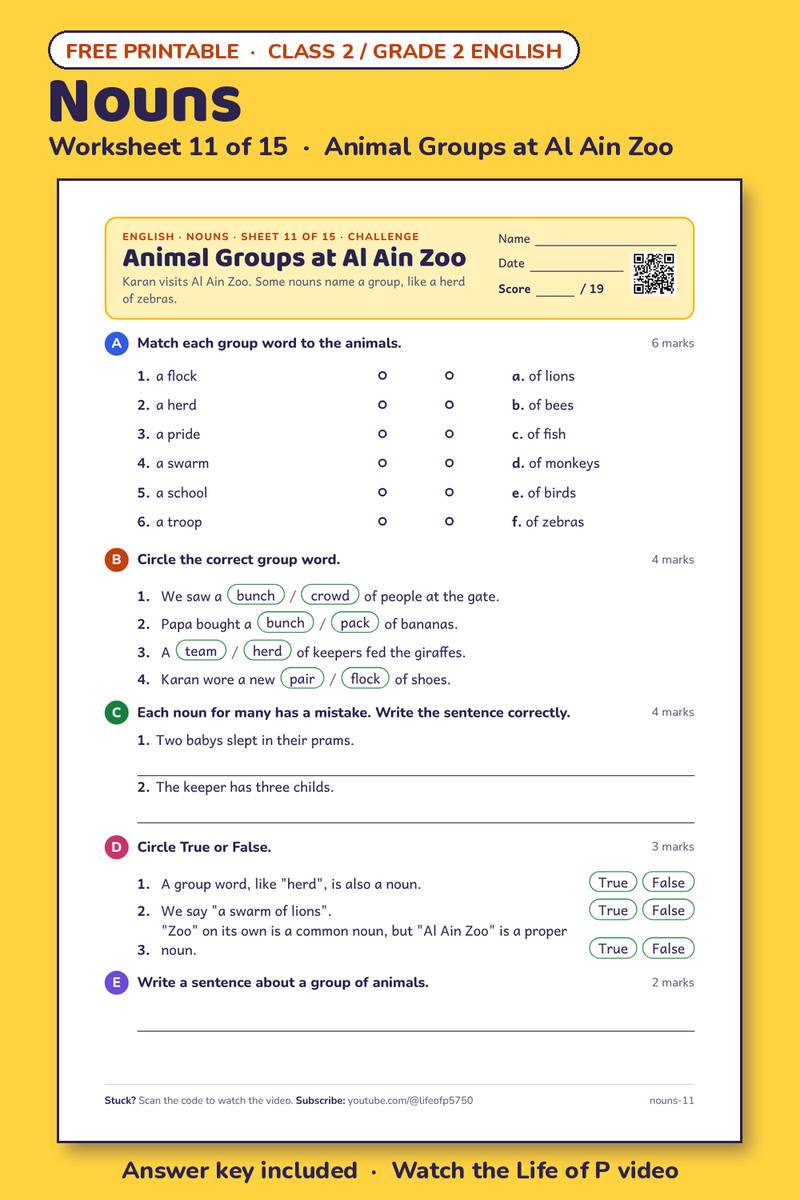 FREE PRINTABLE · CLASS 2 / GRADE 2 ENGLISH
Nouns
Worksheet 11 of 15 · Animal Groups at Al Ain Zoo
ENGLISH · NOUNS · SHEET 11 OF 15 · CHALLENGE
Animal Groups at Al Ain Zoo
Karan visits Al Ain Zoo. Some nouns name a group, like a herd
of zebras.
Name
Date
Score / 19
A Match each group word to the animals. 6 marks
1. a flock a. of lions
2. a herd b. of bees
3. a pride c. of fish
4. a swarm d. of monkeys
5. a school e. of birds
6. a troop f. of zebras
B Circle the correct group word. 4 marks
1. We saw a bunch / crowd of people at the gate.
2. Papa bought a bunch / pack of bananas.
3. A team / herd of keepers fed the giraffes.
4. Karan wore a new pair / flock of shoes.
C Each noun for many has a mistake. Write the sentence correctly. 4 marks
1. Two babys slept in their prams.
2. The keeper has three childs.
D Circle True or False. 3 marks
1. A group word, like "herd", is also a noun. True False
2. We say "a swarm of lions". True False
"Zoo" on its own is a common noun, but "Al Ain Zoo" is a proper
3. noun. True False
E Write a sentence about a group of animals. 2 marks
Stuck? Scan the code to watch the video. Subscribe: youtube.com/@lifeofp5750 nouns-11
Answer key included · Watch the Life of P video